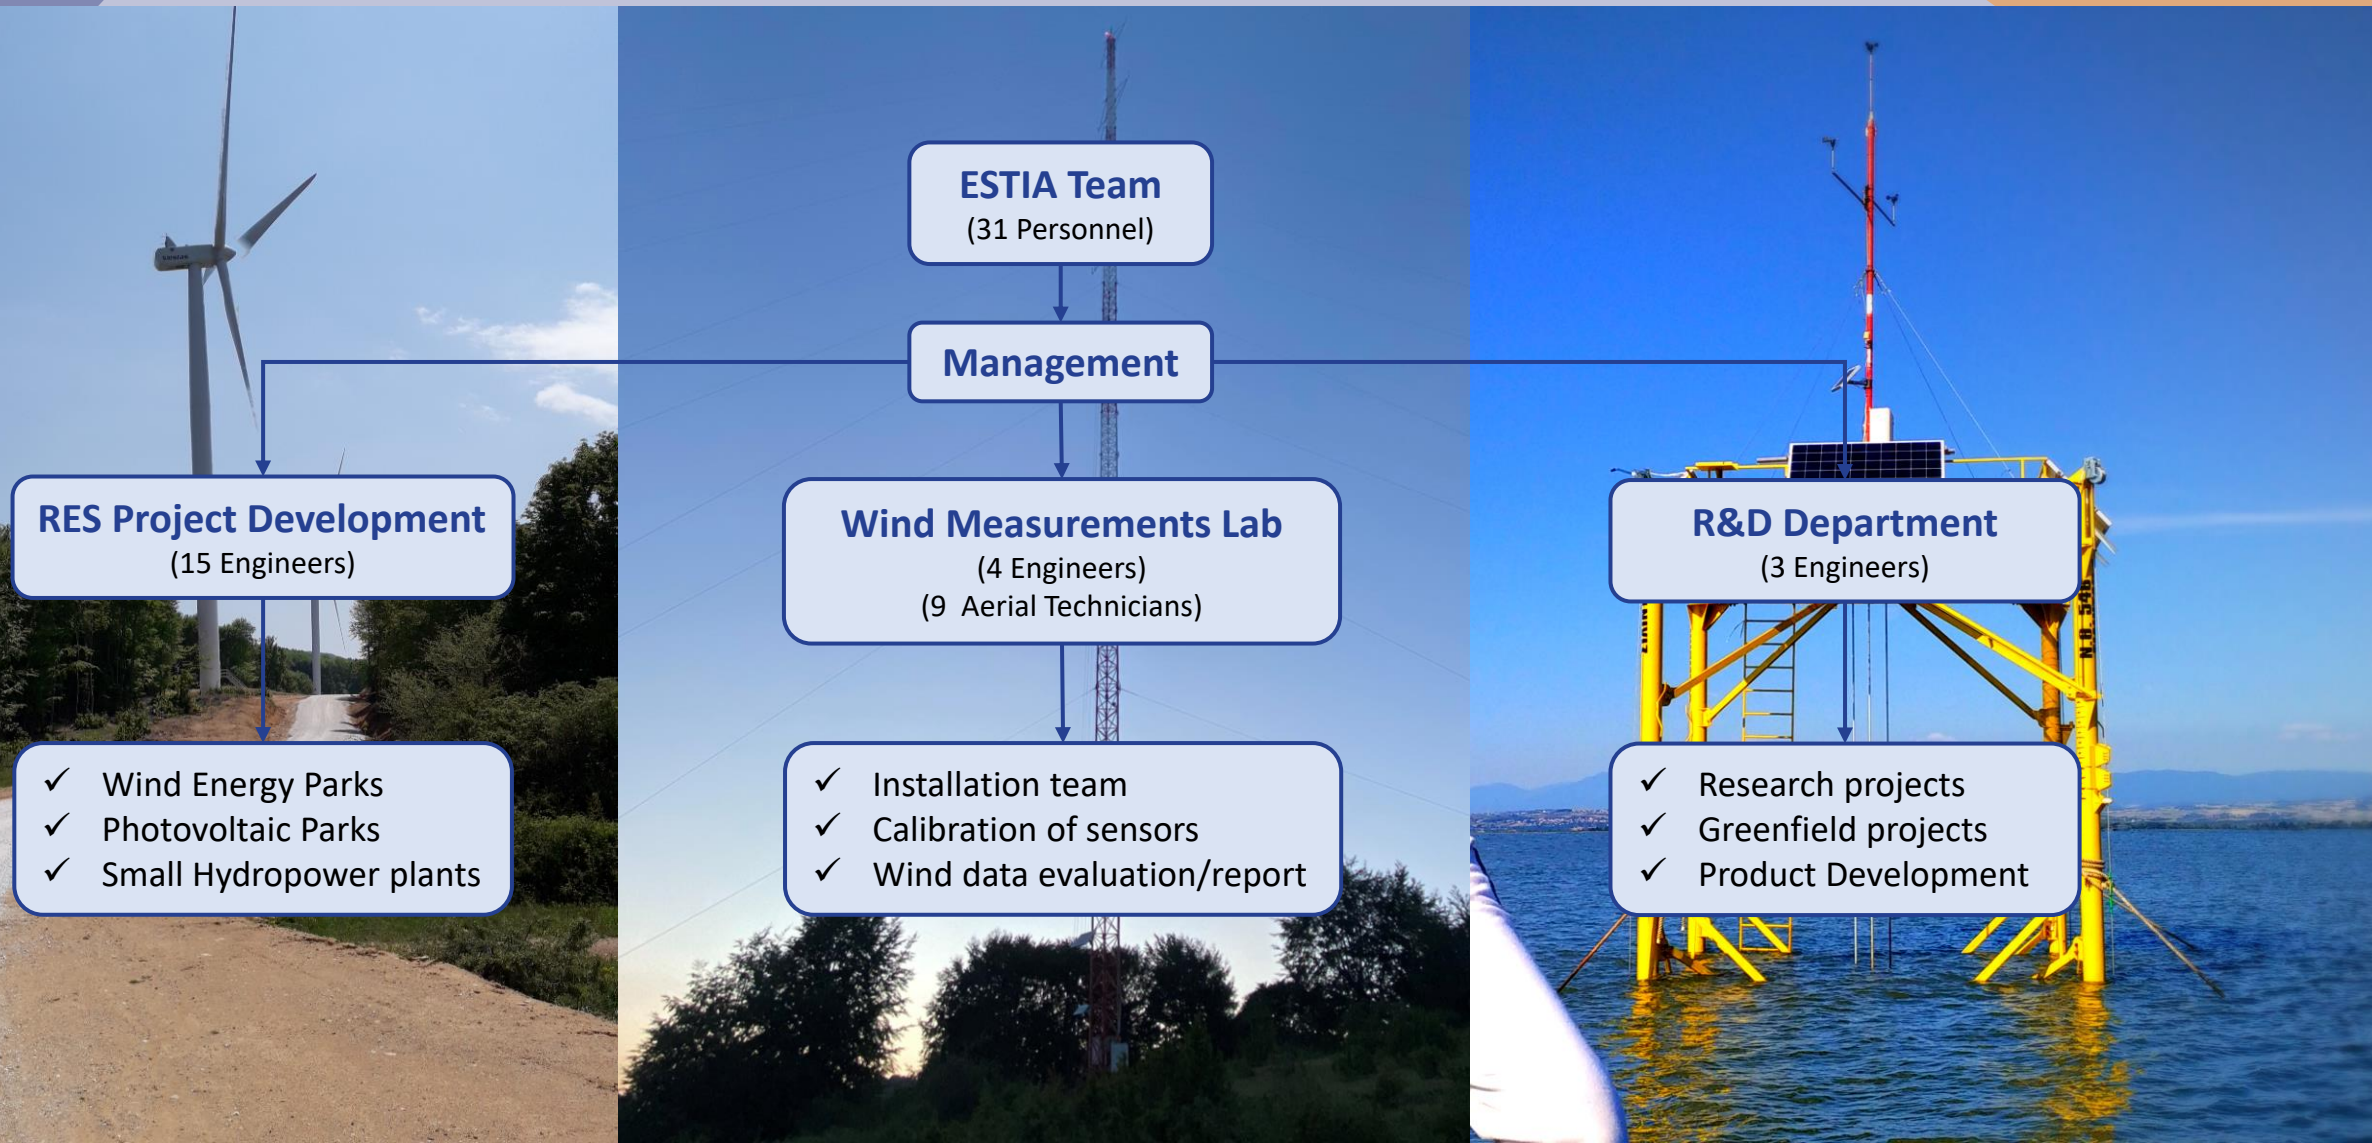 ESTIA Team
(31 Personnel)
Management
RES Project Development
(15 Engineers)
Wind Measurements Lab
(4 Engineers)
(9  Aerial Technicians)
R&D Department
(3 Engineers)
✓ Wind Energy Parks
✓ Photovoltaic Parks
✓ Small Hydropower plants
✓ Installation team
✓ Calibration of sensors
✓ Wind data evaluation/report
✓ Research projects
✓ Greenfield projects
✓ Product Development